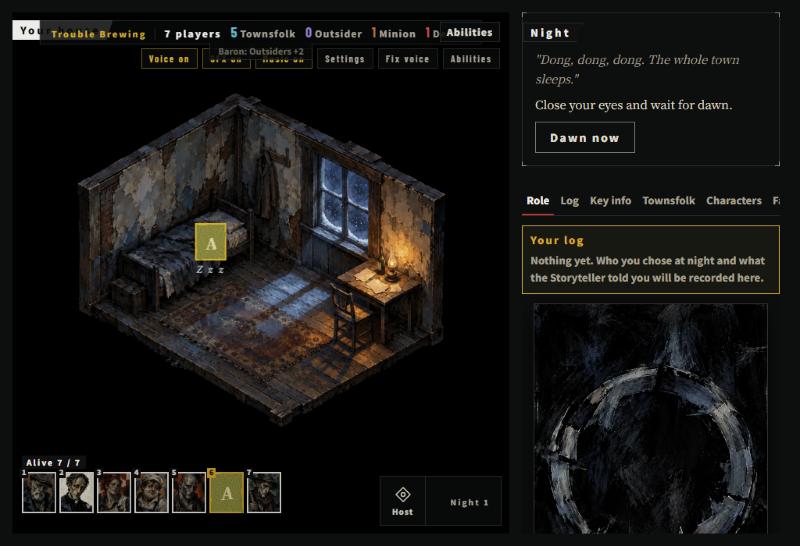 You
Trouble Brewing
7 players
5 Townsfolk
0 Outsider
1 Minion
1 D
Abilities
Baron: Outsiders +2
Voice on
Settings
Fix voice
Abilities
A
Z z z
Alive 7 / 7
1
2
3
4
5
6
7
A
Host
Night 1
Night
"Dong, dong, dong. The whole town
sleeps."
Close your eyes and wait for dawn.
Dawn now
Role
Log
Key info
Townsfolk
Characters
Your log
Nothing yet. Who you chose at night and what
the Storyteller told you will be recorded here.